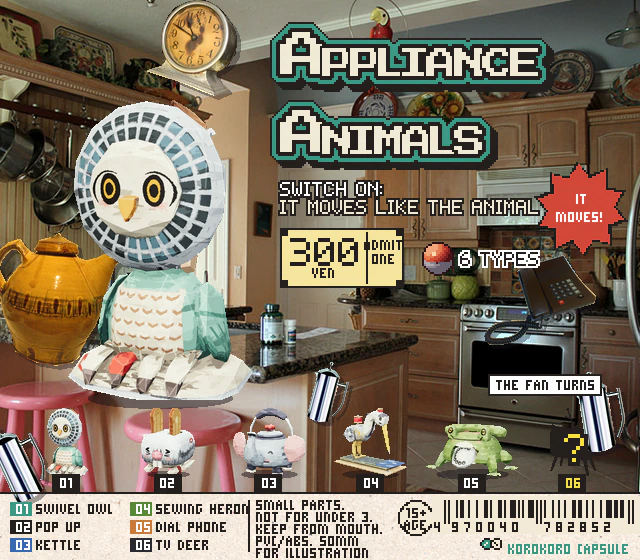 APPLIANCE
ANIMALS
SWITCH ON:
IT MOVES LIKE THE ANIMAL
IT
MOVES!
300
YEN
DMIT
ONE
6 TYPES
THE FAN TURNS
?
01
02
03
04
05
06
01 SWIVEL OWL
02 POP UP
03 KETTLE
04 SEWING HERON
05 DIAL PHONE
06 TV DEER
SMALL PARTS.
NOT FOR UNDER 3.
KEEP FROM MOUTH.
PVC/ABS. 50MM
FOR ILLUSTRATION
15+
AGE
4 970040 782852
KOROKORO CAPSULE